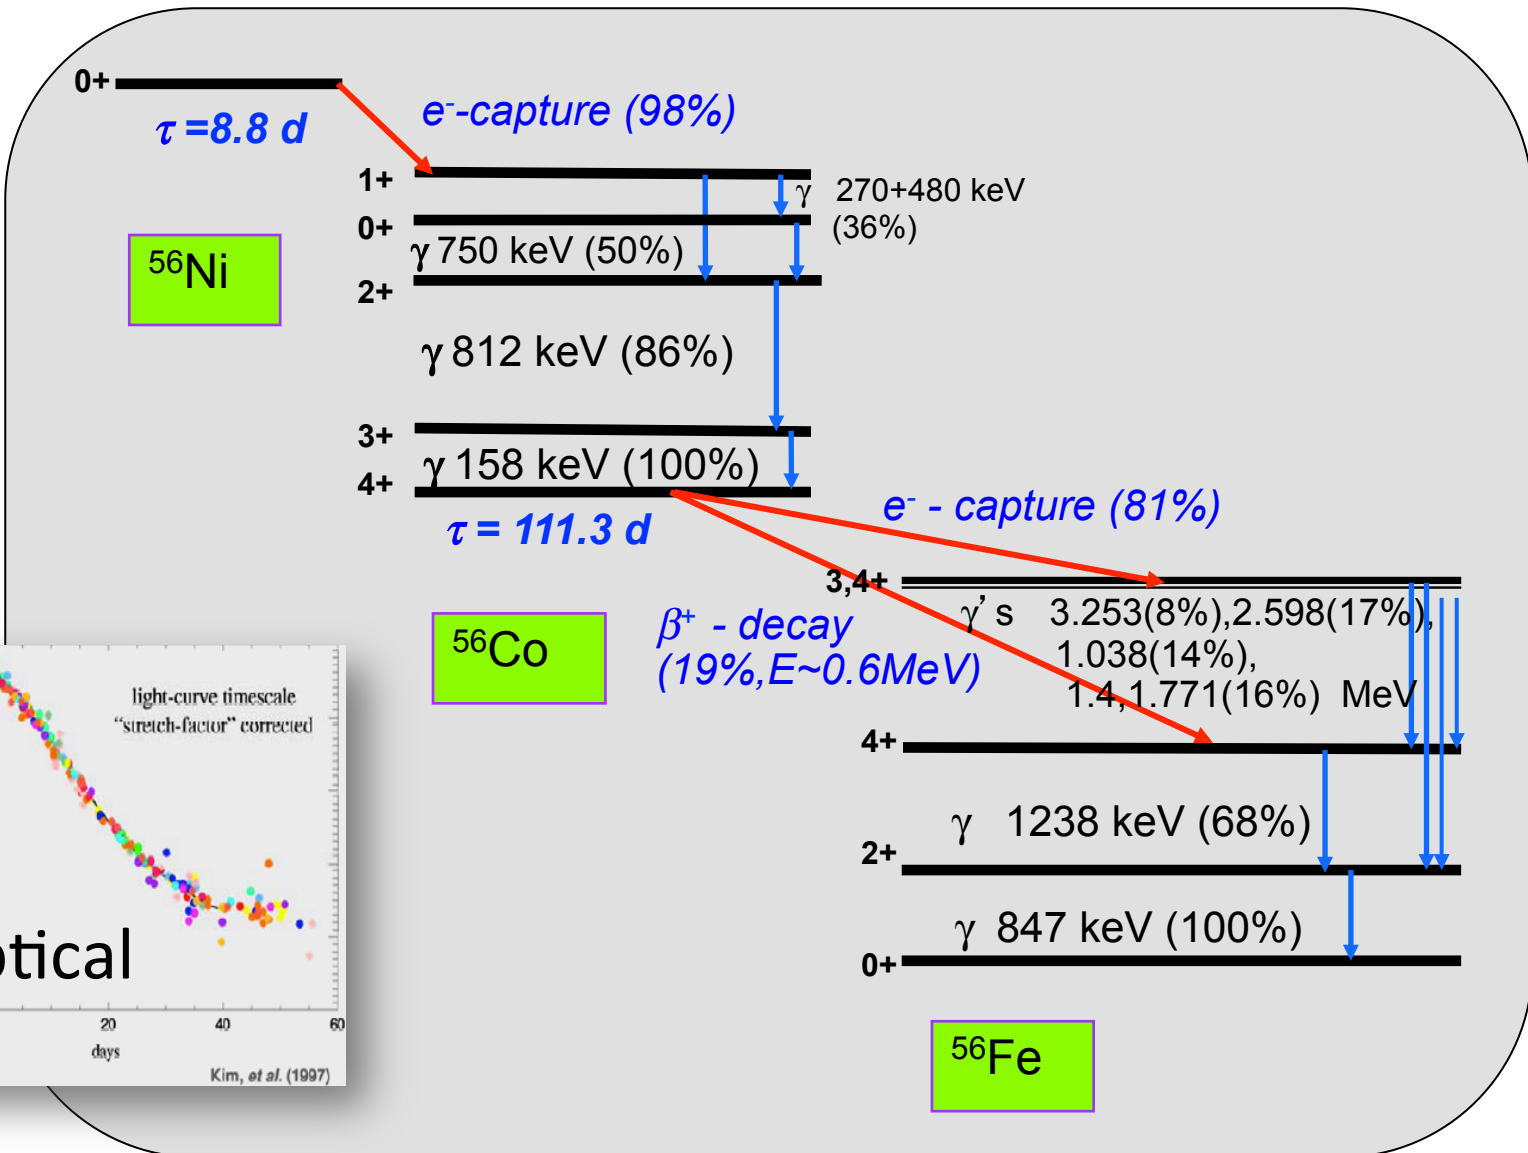 0+
τ =8.8 d
e⁻-capture (98%)
1+
γ 270+480 keV
(36%)
0+
γ 750 keV (50%)
⁵⁶Ni
2+
γ 812 keV (86%)
3+
γ 158 keV (100%)
4+
τ = 111.3 d
e⁻ - capture (81%)
3,4+
γ’s 3.253(8%),2.598(17%),
1.038(14%),
1.4,1.771(16%) MeV
⁵⁶Co
β⁺ - decay
(19%,E~0.6MeV)
4+
γ 1238 keV (68%)
2+
γ 847 keV (100%)
0+
⁵⁶Fe
light-curve timescale
“stretch-factor” corrected
20
40
60
days
Kim, et al. (1997)